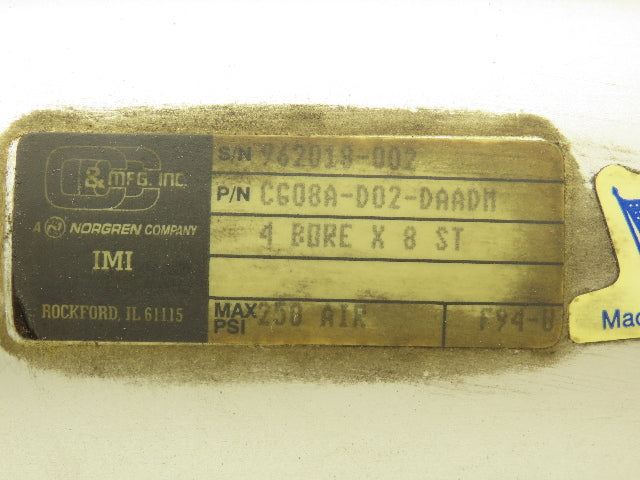 C&C & MFG. INC.
A NORGREN COMPANY
IMI
ROCKFORD, IL 61115
S/N 962018-002
P/N CG08A-D02-DAADM
4 BORE X 8 ST
MAX PSI 250 AIR
F94-U
Mad